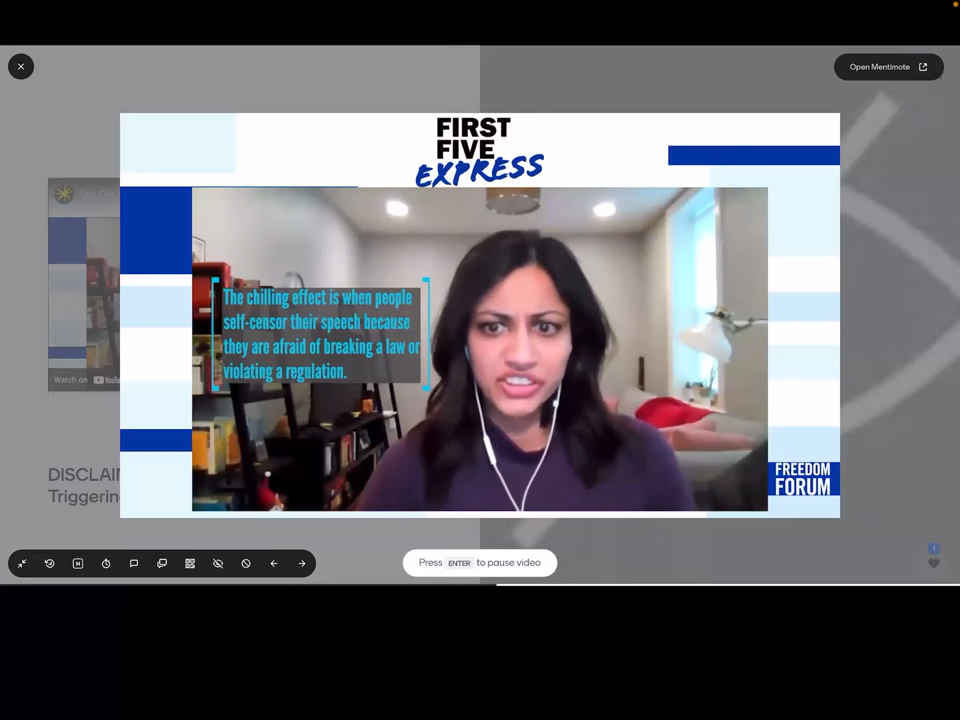 Open Mentimote
FIRST
FIVE
EXPRESS
The chilling effect is when people
self-censor their speech because
they are afraid of breaking a law or
violating a regulation.
Watch on
FREEDOM
FORUM
DISCLAI
Triggerin
Press ENTER to pause video
1